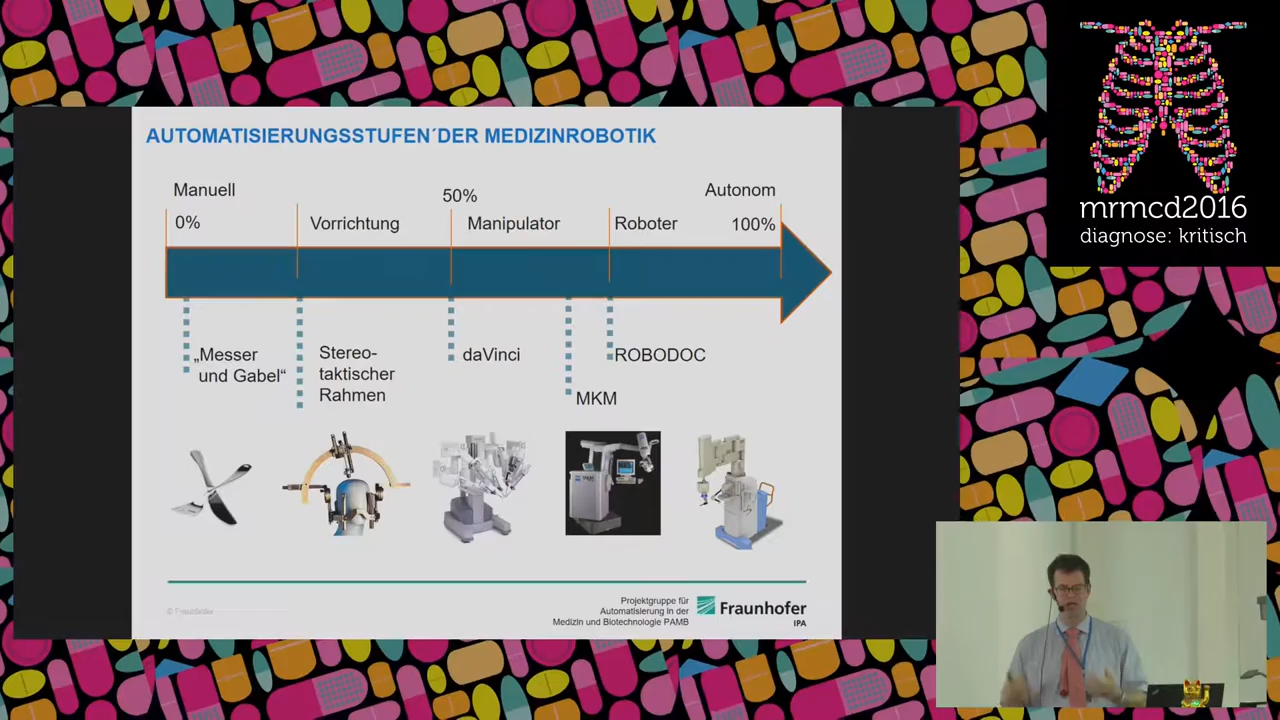 AUTOMATISIERUNGSSTUFEN´DER MEDIZINROBOTIK
Manuell
50%
Autonom
0%
Vorrichtung
Manipulator
Roboter
100%
„Messer
und Gabel“
Stereo-
taktischer
Rahmen
daVinci
ROBODOC
MKM
© Fraunhofer
Projektgruppe für
Automatisierung in der
Medizin und Biotechnologie PAMB
Fraunhofer
IPA
mrmcd2016
diagnose: kritisch